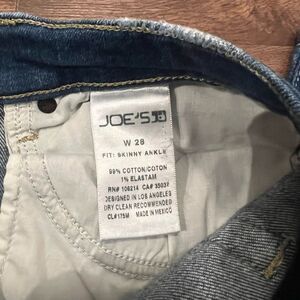 JOE'S
W 28
FIT: SKINNY ANKLE
99% COTTON/COTON
1% ELASTAM
RN# 106214 CA# 35037
DESIGNED IN LOS ANGELES
DRY CLEAN RECOMMENDED
CL#175M MADE IN MEXICO